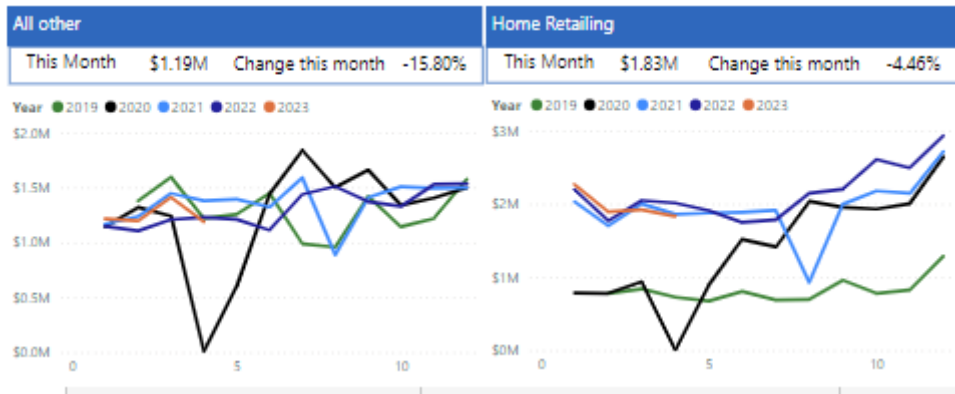 All other
This Month $1.19M Change this month -15.80%
Year 2019 2020 2021 2022 2023
$2.0M
$1.5M
$1.0M
$0.5M
$0.0M
0 5 10
Home Retailing
This Month $1.83M Change this month -4.46%
Year 2019 2020 2021 2022 2023
$3M
$2M
$1M
$0M
0 5 10